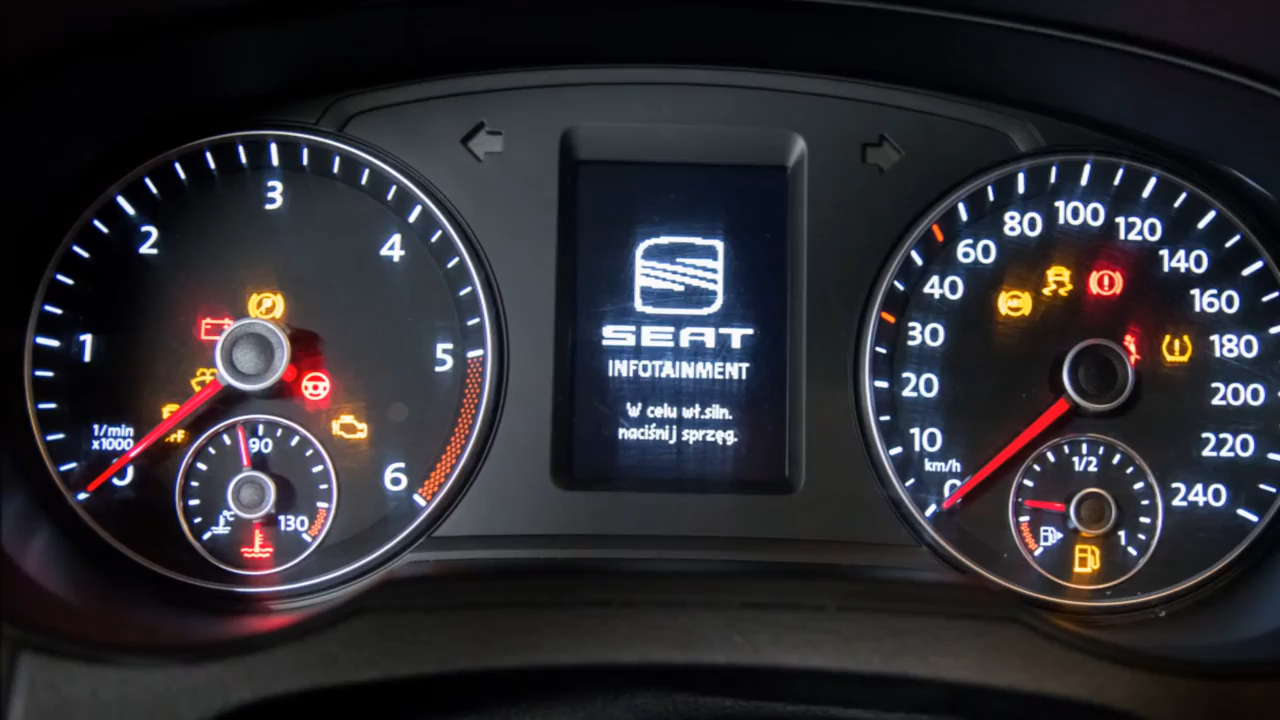 3
2
4
1
5
1/min
x1000
90
6
0
°C
130
SEAT
INFOTAINMENT
W celu wł.siln.
naciśnij sprzęg.
100
80
120
60
140
40
160
ABS
30
180
20
200
10
220
km/h
1/2
0
240
1